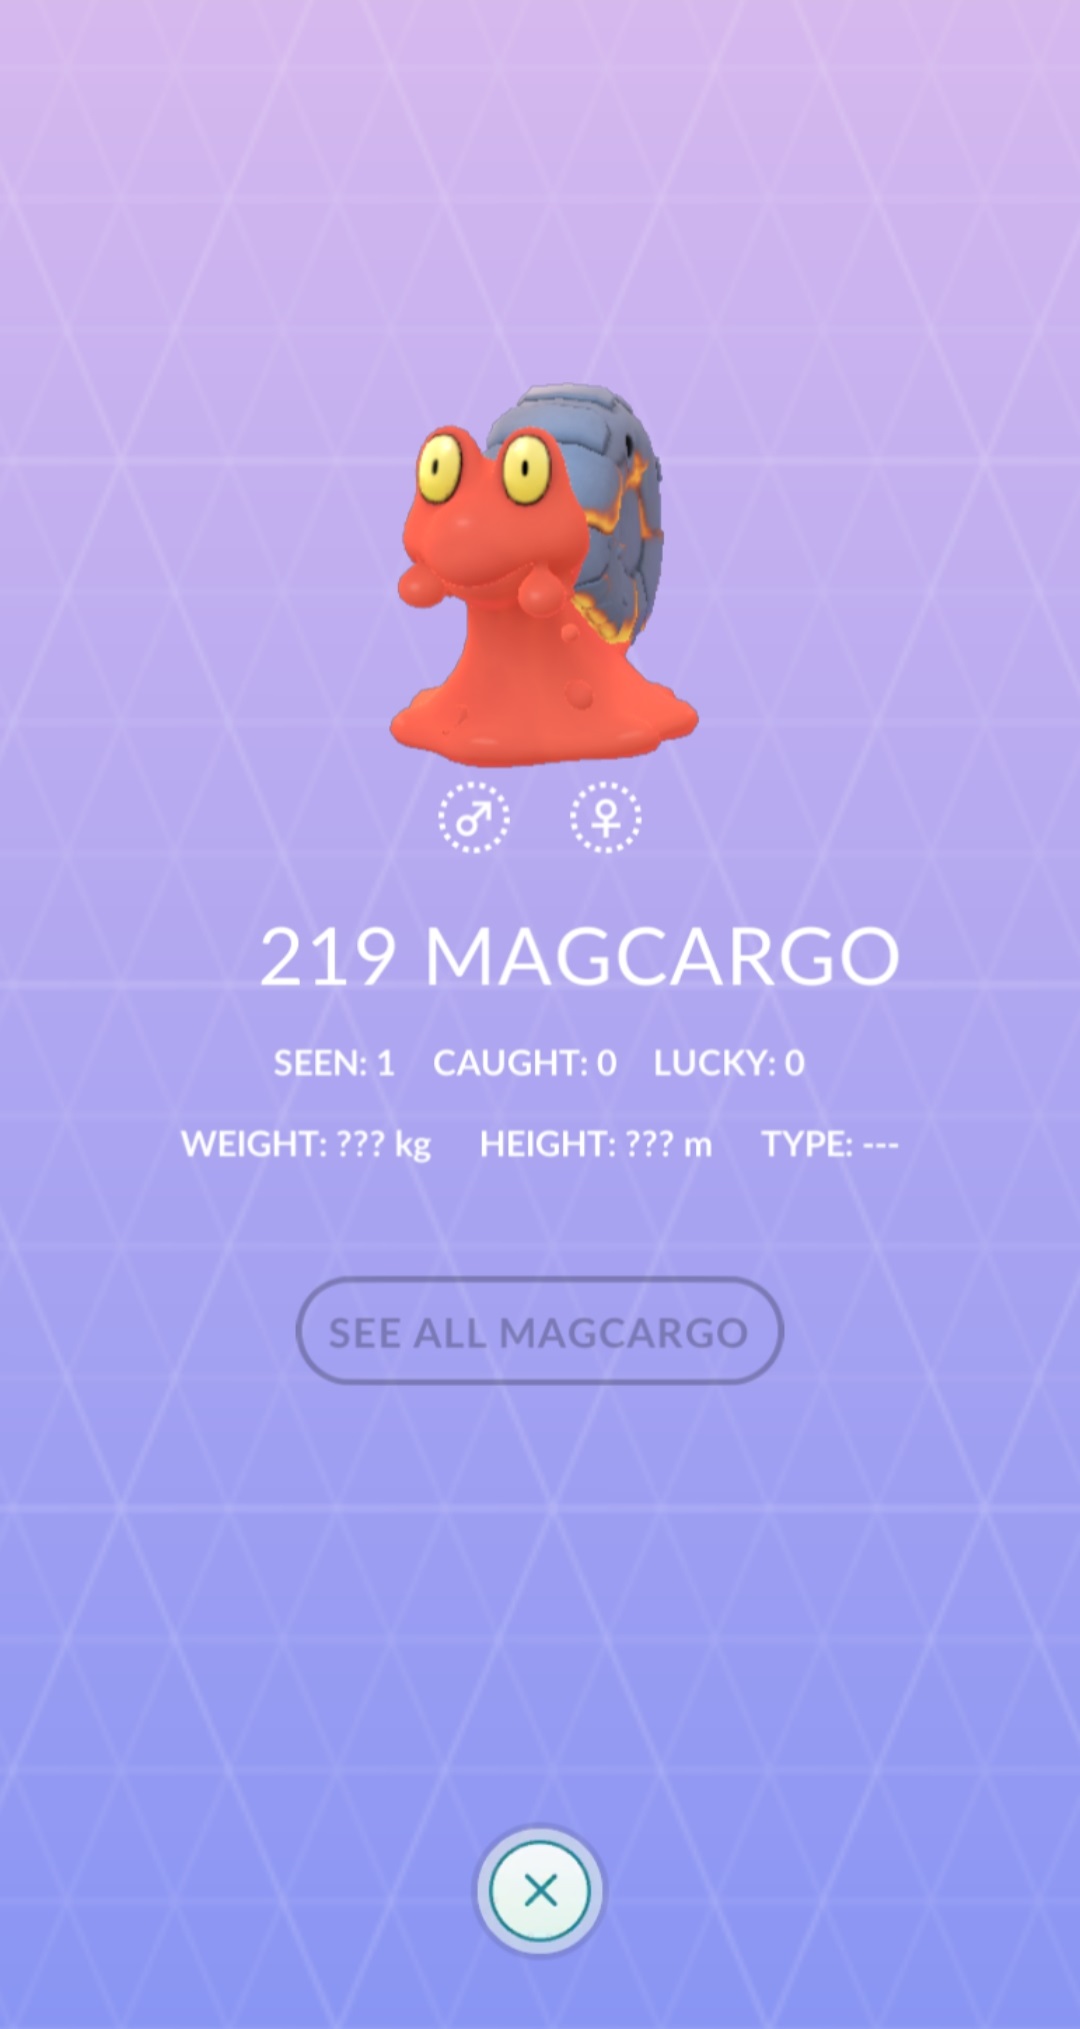 219 MAGCARGO
SEEN: 1 CAUGHT: 0 LUCKY: 0
WEIGHT: ??? kg HEIGHT: ??? m TYPE: ---
SEE ALL MAGCARGO